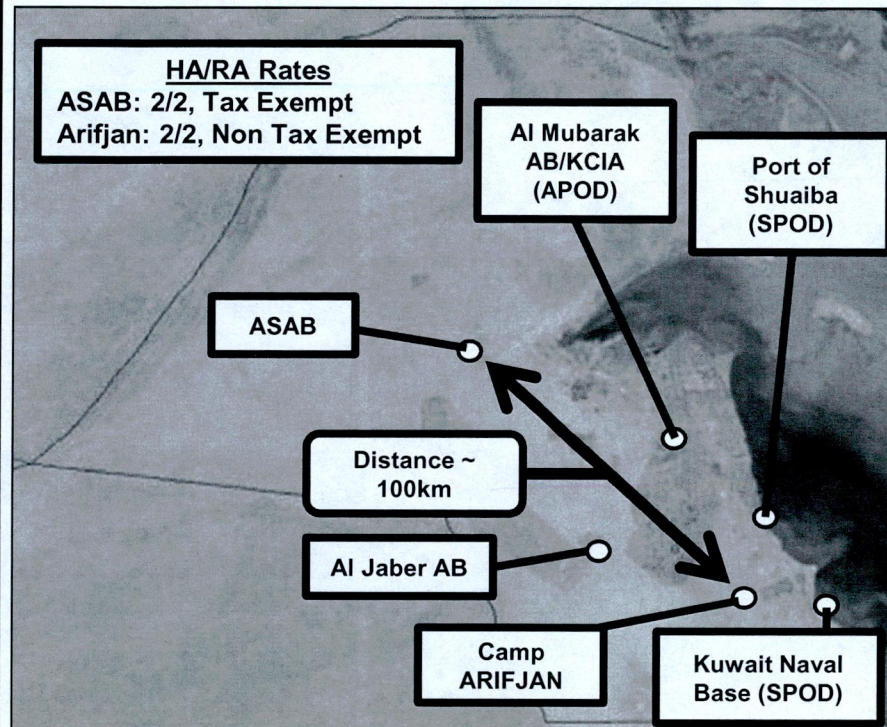 HA/RA Rates
ASAB: 2/2, Tax Exempt
Arifjan: 2/2, Non Tax Exempt
Al Mubarak
AB/KCIA
(APOD)
Port of
Shuaiba
(SPOD)
ASAB
Distance ~
100km
Al Jaber AB
Camp
ARIFJAN
Kuwait Naval
Base (SPOD)